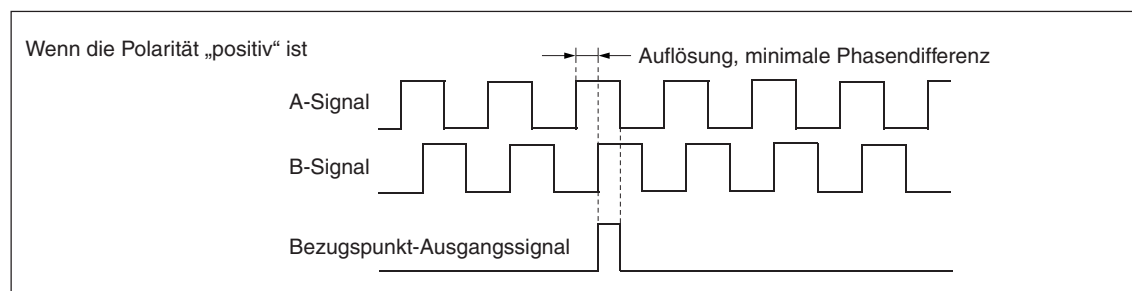 Wenn die Polarität „positiv“ ist
Auflösung, minimale Phasendifferenz
A-Signal
B-Signal
Bezugspunkt-Ausgangssignal